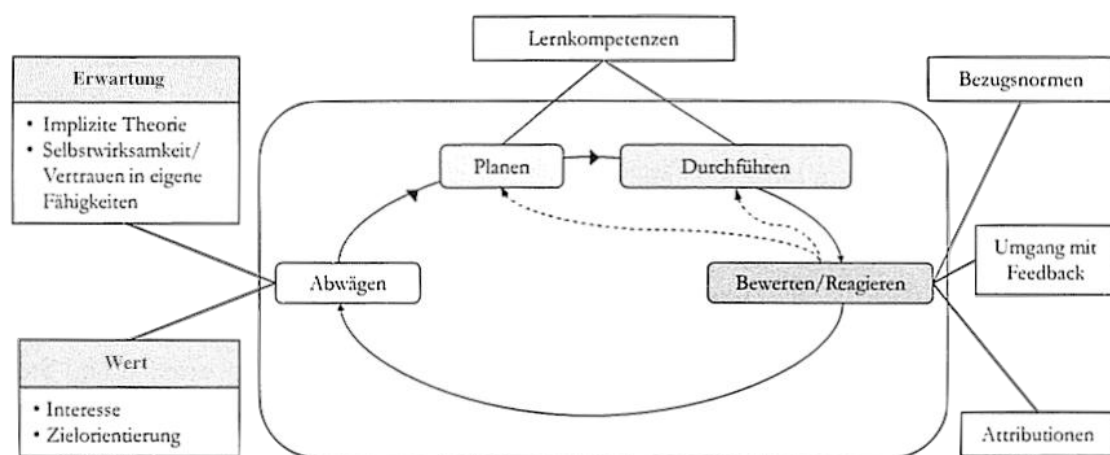 Lernkompetenzen
Erwartung
• Implizite Theorie
• Selbstwirksamkeit/
Vertrauen in eigene
Fähigkeiten
Bezugsnormen
Planen
Durchführen
Umgang mit
Feedback
Abwägen
Bewerten/Reagieren
Wert
• Interesse
• Zielorientierung
Attributionen